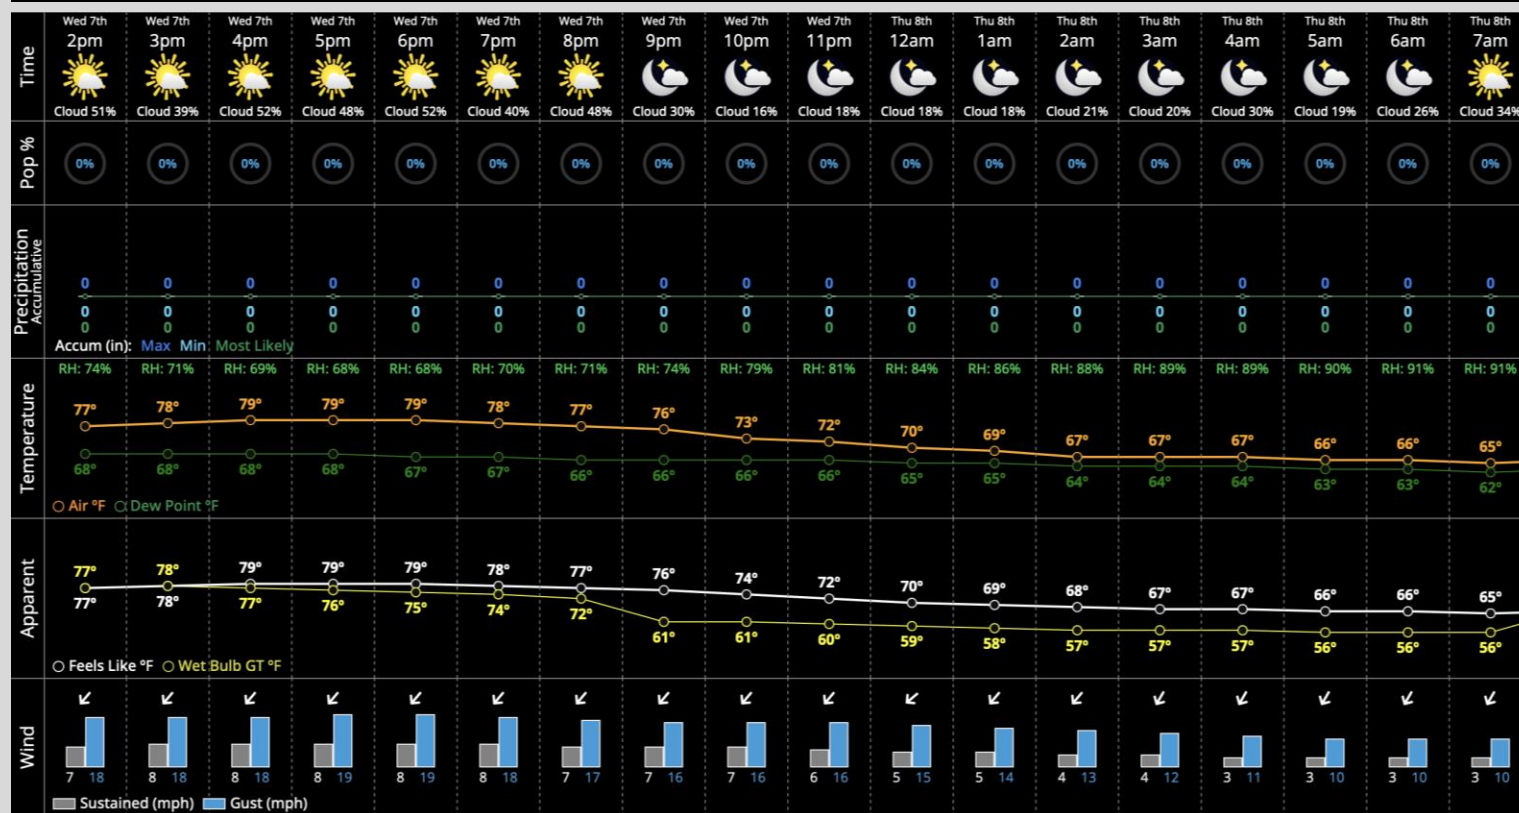 Wed 7th Wed 7th Wed 7th Wed 7th Wed 7th Wed 7th Wed 7th Wed 7th Wed 7th Wed 7th Thu 8th Thu 8th Thu 8th Thu 8th Thu 8th Thu 8th Thu 8th Thu 8th
Time 2pm 3pm 4pm 5pm 6pm 7pm 8pm 9pm 10pm 11pm 12am 1am 2am 3am 4am 5am 6am 7am
Cloud 51% Cloud 39% Cloud 52% Cloud 48% Cloud 52% Cloud 40% Cloud 48% Cloud 30% Cloud 16% Cloud 18% Cloud 18% Cloud 18% Cloud 21% Cloud 20% Cloud 30% Cloud 19% Cloud 26% Cloud 34%
Pop % 0% 0% 0% 0% 0% 0% 0% 0% 0% 0% 0% 0% 0% 0% 0% 0% 0% 0%
Precipitation
Accumulative
0 0 0 0 0 0 0 0 0 0 0 0 0 0 0 0 0 0
0 0 0 0 0 0 0 0 0 0 0 0 0 0 0 0 0 0
0 0 0 0 0 0 0 0 0 0 0 0 0 0 0 0 0 0
Accum (in): Max Min Most Likely
Temperature
RH: 74% RH: 71% RH: 69% RH: 68% RH: 68% RH: 70% RH: 71% RH: 74% RH: 79% RH: 81% RH: 84% RH: 86% RH: 88% RH: 89% RH: 89% RH: 90% RH: 91% RH: 91%
77° 78° 79° 79° 79° 78° 77° 76° 73° 72° 70° 69° 67° 67° 67° 66° 66° 65°
68° 68° 68° 68° 67° 67° 66° 66° 66° 66° 65° 65° 64° 64° 64° 63° 63° 62°
Air °F Dew Point °F
Apparent
77° 78° 79° 79° 79° 78° 77° 76° 74° 72° 70° 69° 68° 67° 67° 66° 66° 65°
77° 78° 77° 76° 75° 74° 72° 61° 61° 60° 59° 58° 57° 57° 57° 56° 56° 56°
Feels Like °F Wet Bulb GT °F
Wind
7 18 8 18 8 18 8 19 8 19 8 18 7 17 7 16 7 16 6 16 5 15 5 14 4 13 4 12 3 11 3 10 3 10 3 10
Sustained (mph) Gust (mph)